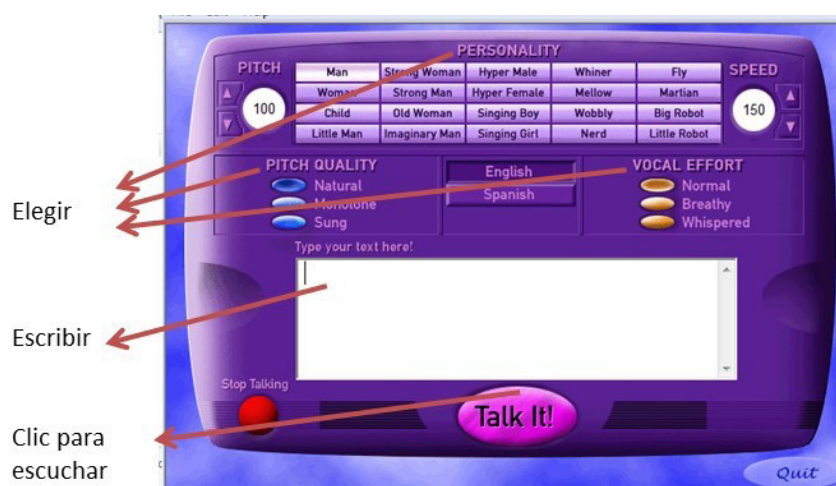 PERSONALITY
PITCH
SPEED
Man Strong Woman Hyper Male Whiner Fly
Woman Strong Man Hyper Female Mellow Martian
Child Old Woman Singing Boy Wobbly Big Robot
Little Man Imaginary Man Singing Girl Nerd Little Robot
100
150
PITCH QUALITY
Natural
Monotone
Sung
English
Spanish
VOCAL EFFORT
Normal
Breathy
Whispered
Elegir
Type your text here!
Escribir
Stop Talking
Talk It!
Clic para
escuchar
Quit